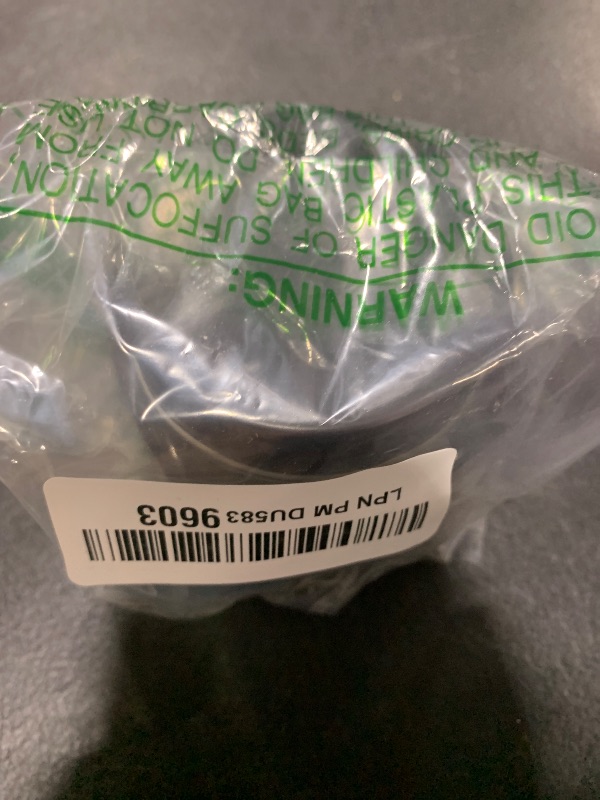 WARNING:
OID DANGER OF SUFFOCATION,
THIS PLASTIC BAG AWAY FROM
AND CHILDREN. DO NOT USE
LPN PM DU583 9603